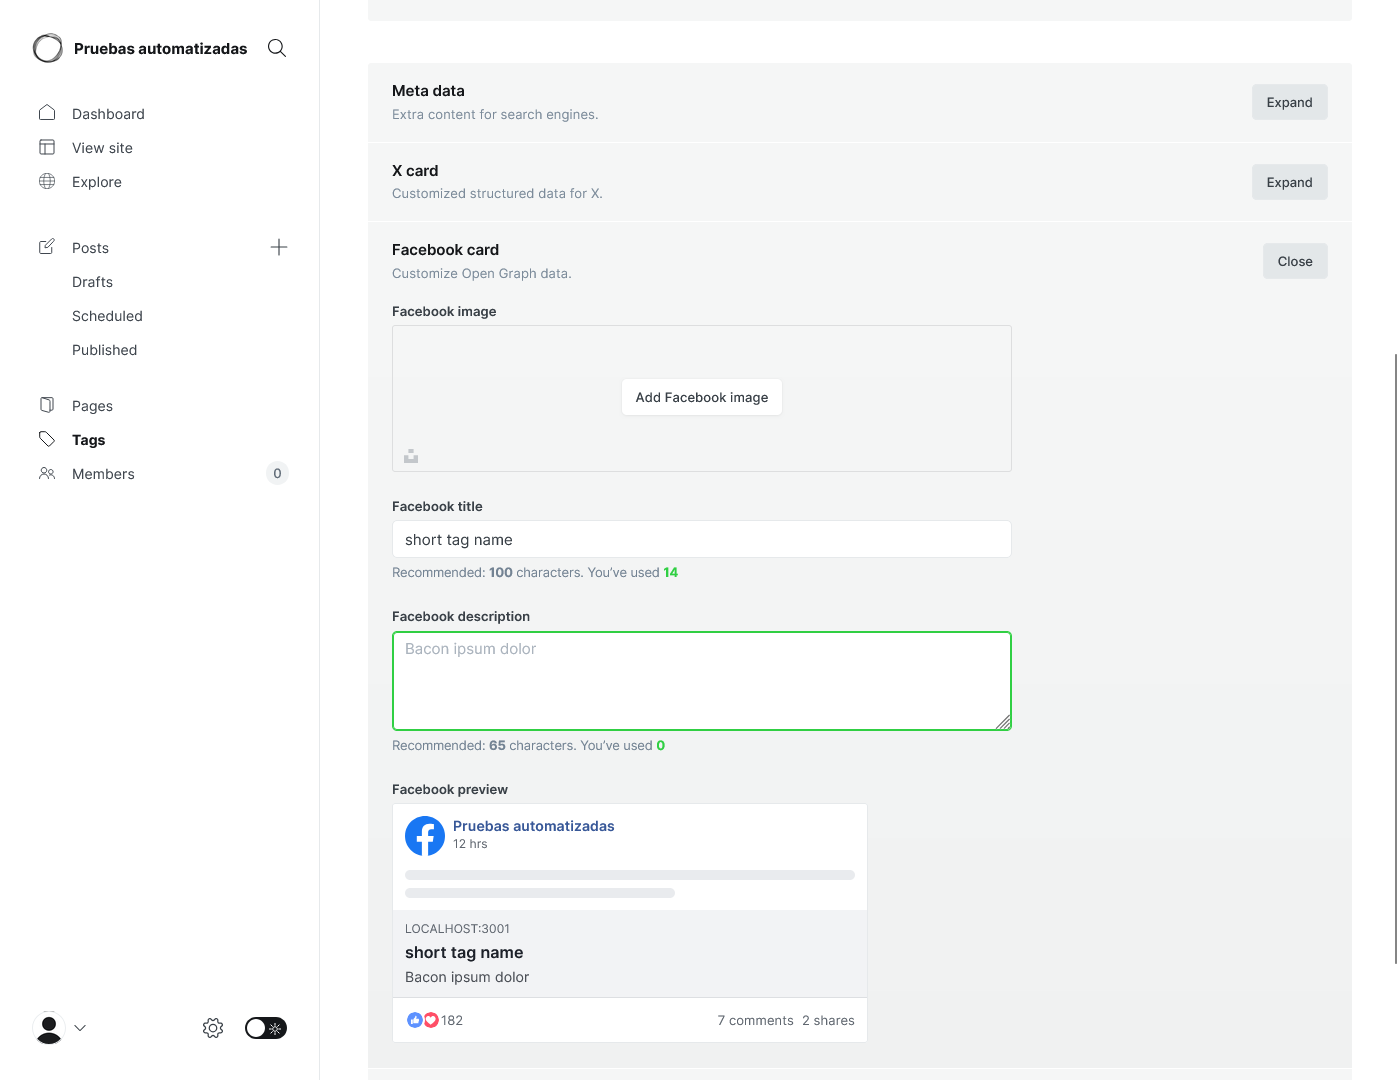 Pruebas automatizadas
Dashboard
View site
Explore
Posts
Drafts
Scheduled
Published
Pages
Tags
Members 0
Meta data
Extra content for search engines.
Expand
X card
Customized structured data for X.
Expand
Facebook card
Customize Open Graph data.
Close
Facebook image
Add Facebook image
Facebook title
short tag name
Recommended: 100 characters. You’ve used 14
Facebook description
Bacon ipsum dolor
Recommended: 65 characters. You’ve used 0
Facebook preview
Pruebas automatizadas
12 hrs
LOCALHOST:3001
short tag name
Bacon ipsum dolor
182 7 comments 2 shares